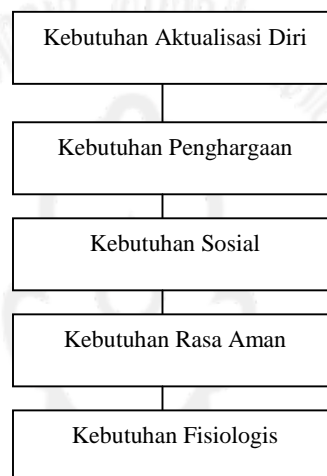 Kebutuhan Aktualisasi Diri
Kebutuhan Penghargaan
Kebutuhan Sosial
Kebutuhan Rasa Aman
Kebutuhan Fisiologis